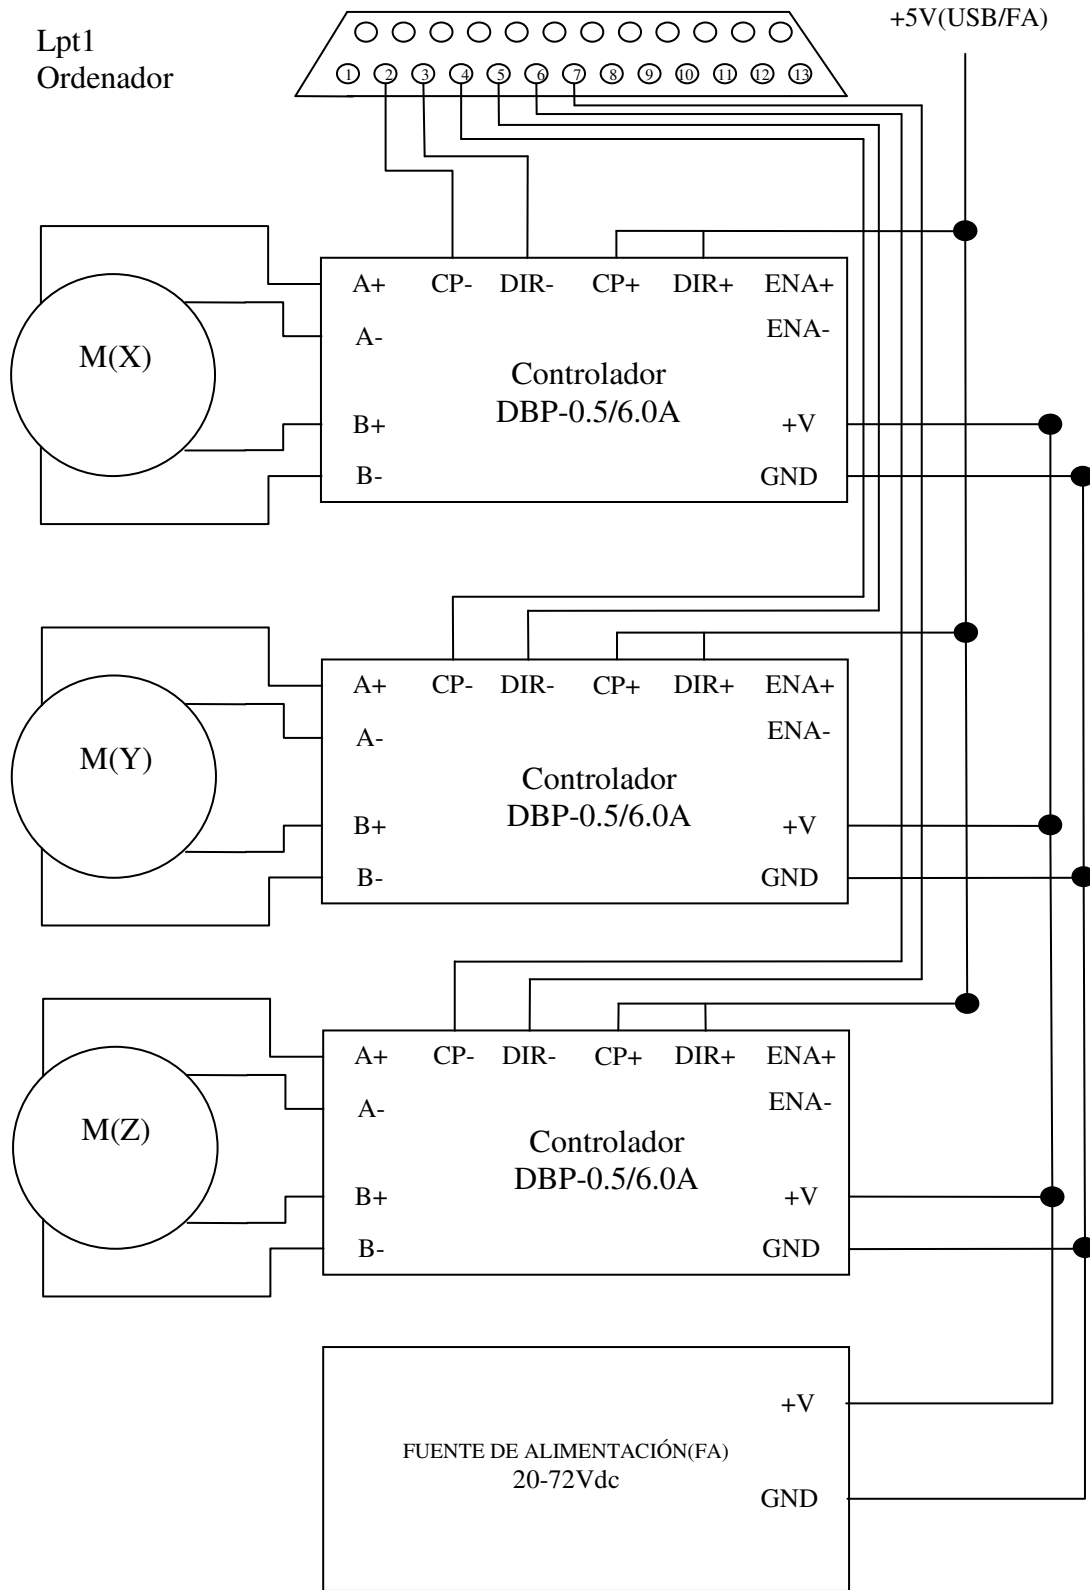 +5V(USB/FA)
Lpt1
Ordenador
1 2 3 4 5 6 7 8 9 10 11 12 13
A+ CP- DIR- CP+ DIR+ ENA+
A- ENA-
M(X)
Controlador
DBP-0.5/6.0A
B+ +V
B- GND
A+ CP- DIR- CP+ DIR+ ENA+
A- ENA-
M(Y)
Controlador
DBP-0.5/6.0A
B+ +V
B- GND
A+ CP- DIR- CP+ DIR+ ENA+
A- ENA-
M(Z)
Controlador
DBP-0.5/6.0A
B+ +V
B- GND
+V
FUENTE DE ALIMENTACIÓN(FA)
20-72Vdc
GND